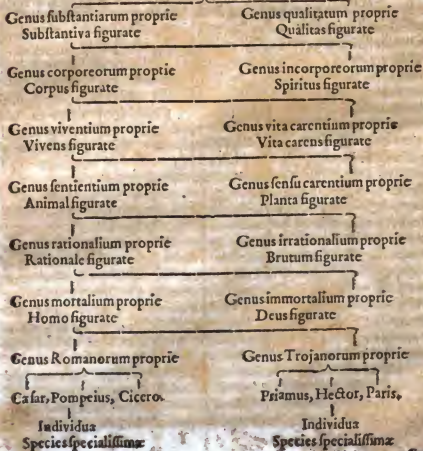 Genus ſubſtantiarum proprie Genus qualitatum proprie
Subſtantiva figurate Qualitas figurate
Genus corporeorum proptie Genus incorporeorum proprie
Corpus figurate Spiritus figurate
Genus viventium proprie Genus vita carentium proprie
Vivens figurate Vita carens figurate
Genus ſentientium proprie Genus ſenſu carentium proprie
Animal figurate Planta figurate
Genus rationalium proprie Genus irrationalium proprie
Rationale figurate Brutum figurate
Genus mortalium proprie Genus immortalium proprie
Homo figurate Deus figurate
Genus Romanorum proprie Genus Trojanorum proprie
Cæſar, Pompeius, Cicero. Psiamus, Hector, Paris.
Individua Individua
Species ſpecialiſſimæ Species ſpecialiſſimæ